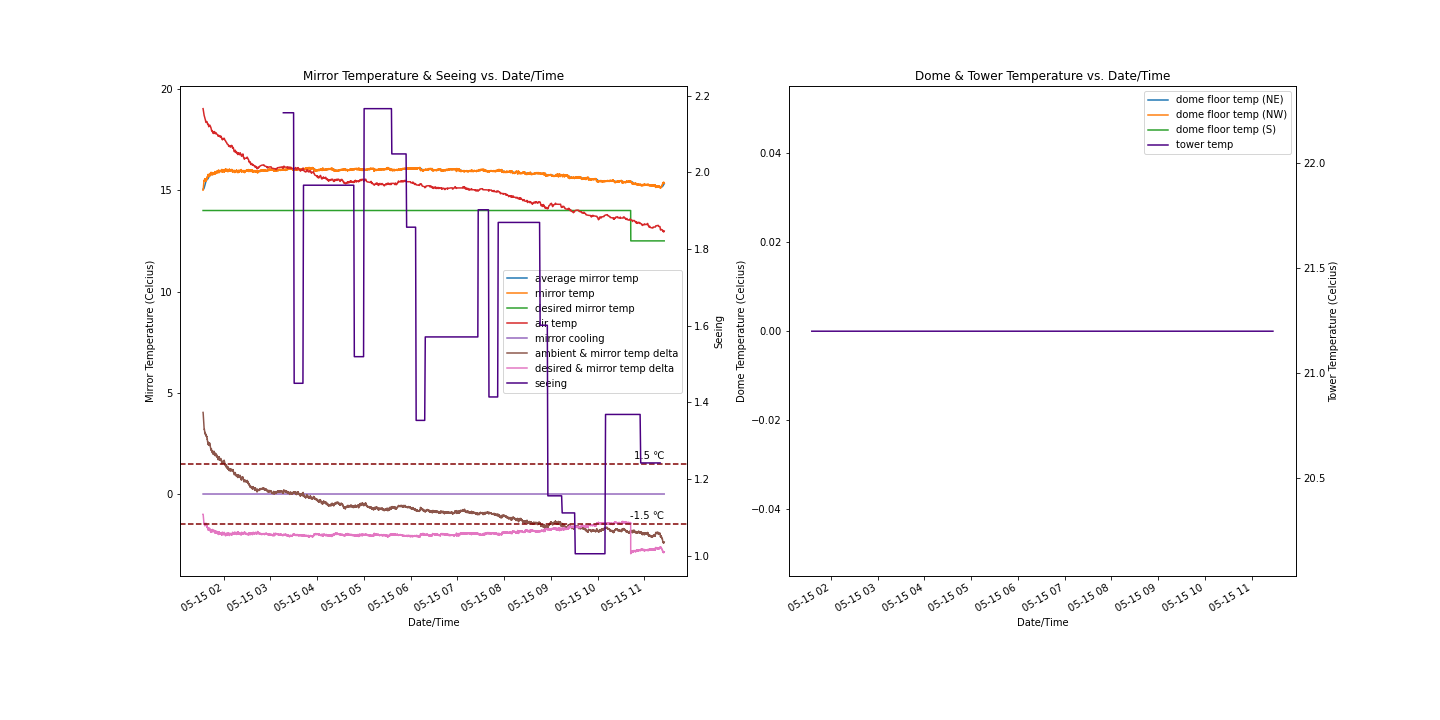 Mirror Temperature & Seeing vs. Date/Time
20
15
10
5
0
Mirror Temperature (Celcius)
2.2
2.0
1.8
1.6
1.4
1.2
1.0
Seeing
average mirror temp
mirror temp
desired mirror temp
air temp
mirror cooling
ambient & mirror temp delta
desired & mirror temp delta
seeing
1.5 °C
-1.5 °C
05-15 02
05-15 03
05-15 04
05-15 05
05-15 06
05-15 07
05-15 08
05-15 09
05-15 10
05-15 11
Date/Time
Dome & Tower Temperature vs. Date/Time
0.04
0.02
0.00
−0.02
−0.04
Dome Temperature (Celcius)
dome floor temp (NE)
dome floor temp (NW)
dome floor temp (S)
tower temp
22.0
21.5
21.0
20.5
Tower Temperature (Celcius)
05-15 02
05-15 03
05-15 04
05-15 05
05-15 06
05-15 07
05-15 08
05-15 09
05-15 10
05-15 11
Date/Time